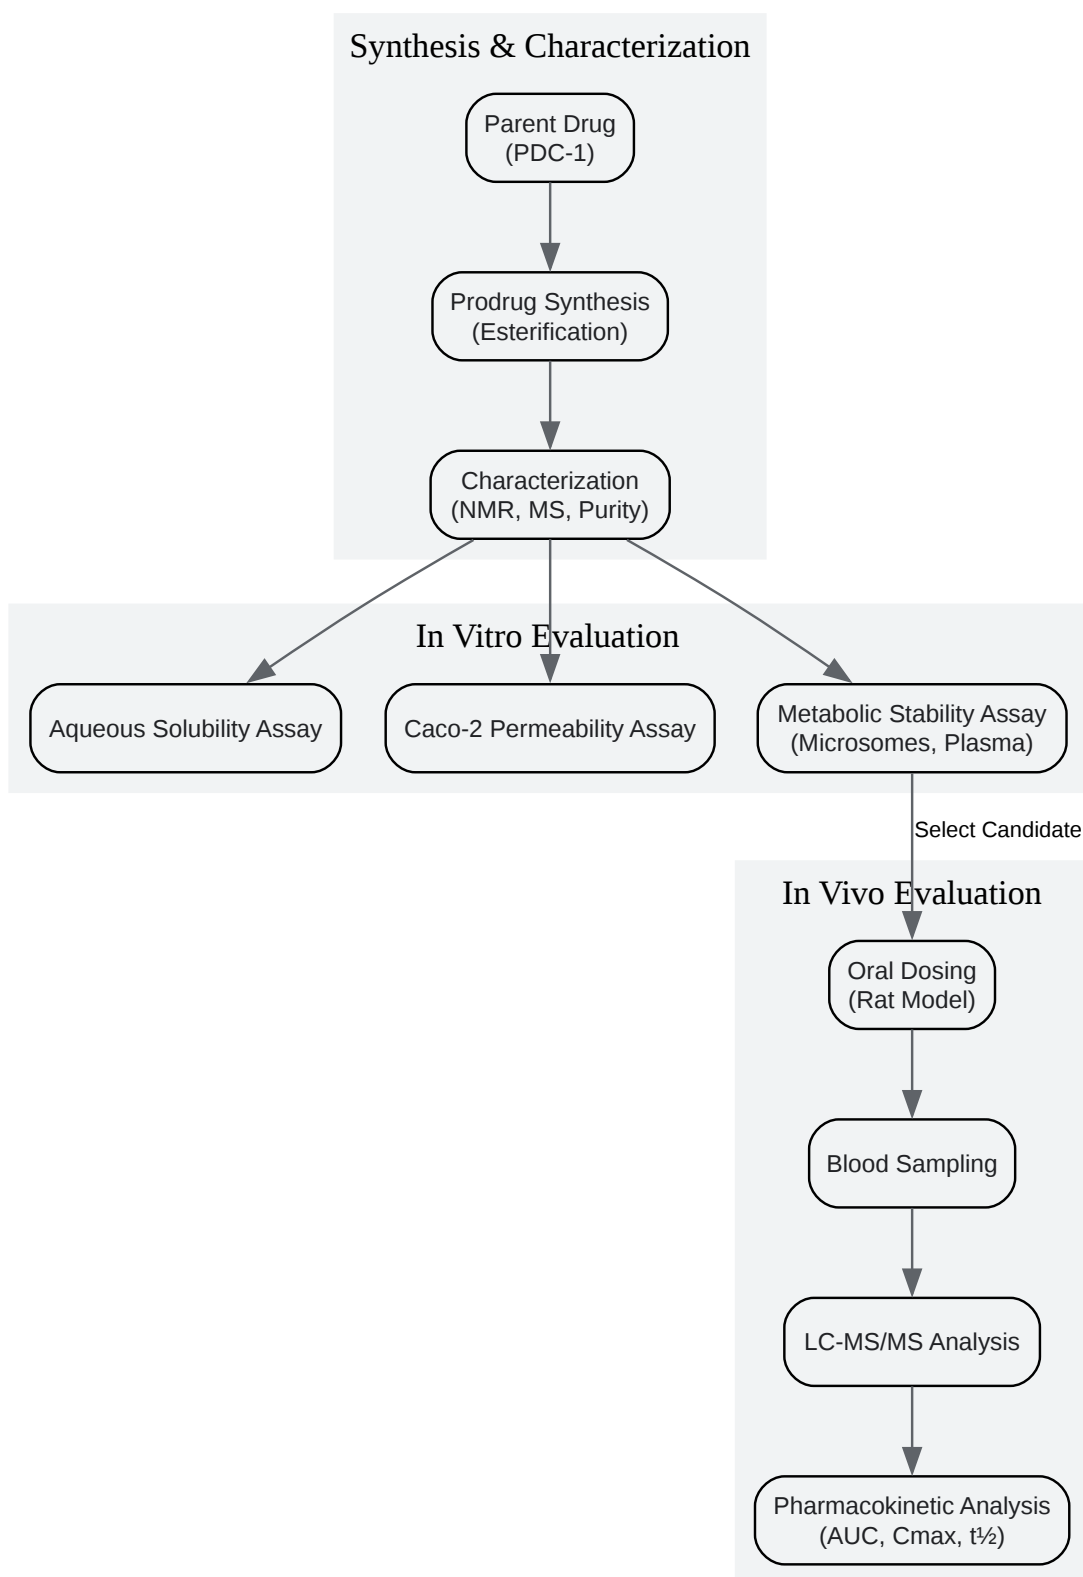 Synthesis & Characterization
Parent Drug
(PDC-1)
Prodrug Synthesis
(Esterification)
Characterization
(NMR, MS, Purity)
In Vitro Evaluation
Aqueous Solubility Assay
Caco-2 Permeability Assay
Metabolic Stability Assay
(Microsomes, Plasma)
Select Candidate
In Vivo Evaluation
Oral Dosing
(Rat Model)
Blood Sampling
LC-MS/MS Analysis
Pharmacokinetic Analysis
(AUC, Cmax, t½)